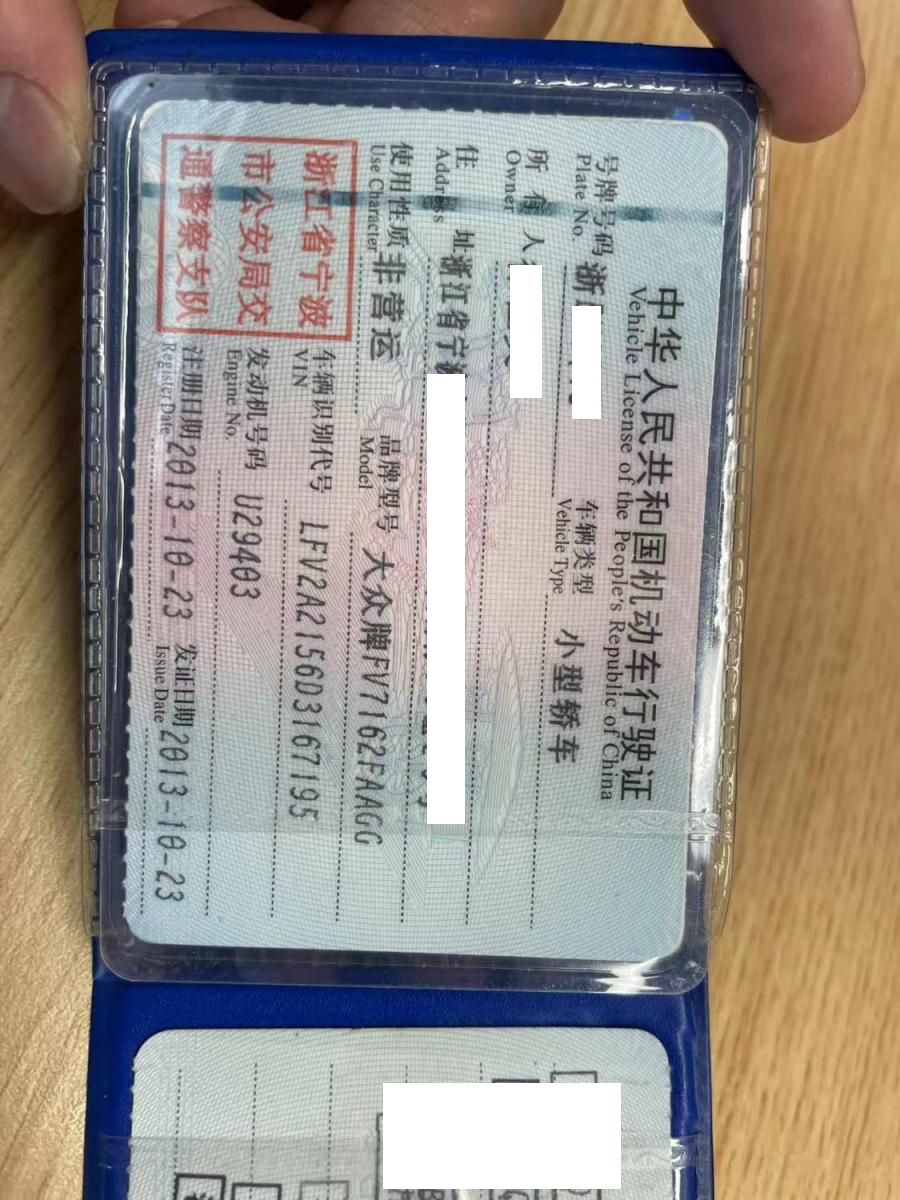 中华人民共和国机动车行驶证
Vehicle License of the People's Republic of China
号牌号码 浙
Plate No.
车辆类型 小型轿车
Vehicle Type
所有人
Owner
住址 浙江省宁
Address
使用性质 非营运
Use Character
品牌型号 大众牌FV7162FAAGG
Model
车辆识别代号 LFV2A2156D3167195
VIN
发动机号码 U29403
Engine No.
注册日期 2013-10-23 发证日期 2013-10-23
Register Date Issue Date
浙江省宁波
市公安局交
通警察支队